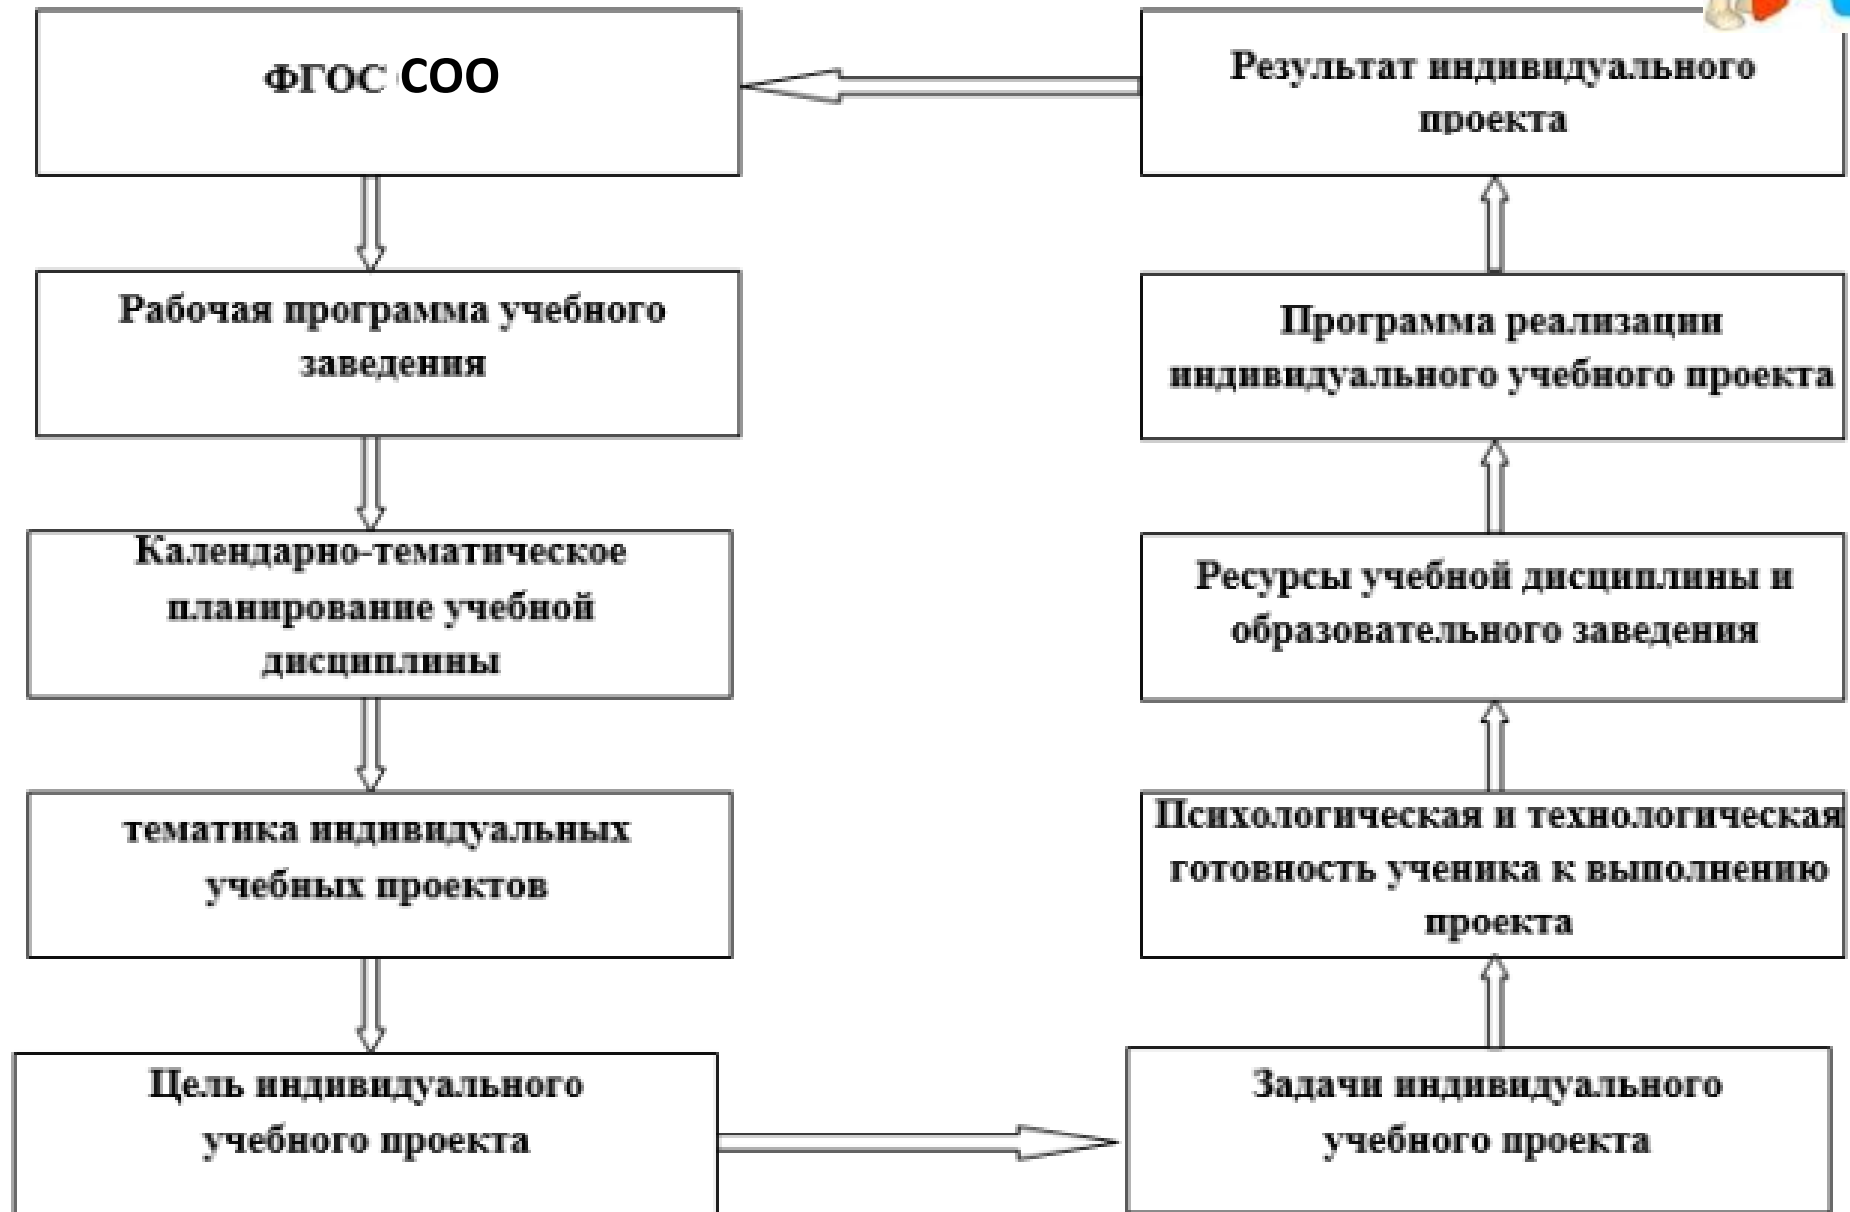 ФГОС СОО
Рабочая программа учебного
заведения
Календарно-тематическое
планирование учебной
дисциплины
тематика индивидуальных
учебных проектов
Цель индивидуального
учебного проекта
Задачи индивидуального
учебного проекта
Психологическая и технологическая
готовность ученика к выполнению
проекта
Ресурсы учебной дисциплины и
образовательного заведения
Программа реализации
индивидуального учебного проекта
Результат индивидуального
проекта